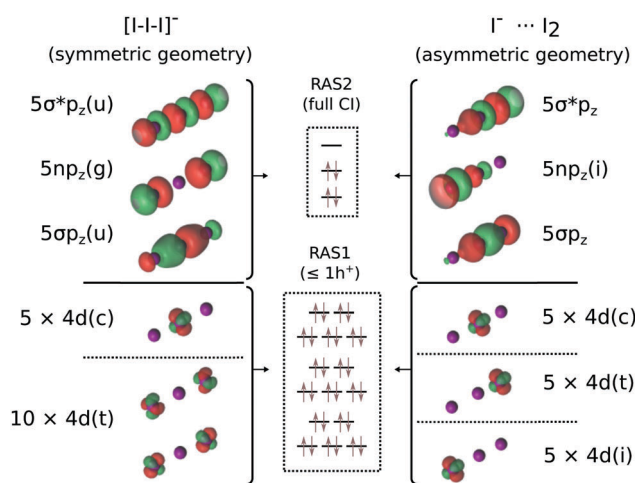 [I-I-I]⁻
(symmetric geometry)
I⁻ ··· I₂
(asymmetric geometry)
5σ*pz(u)
5npz(g)
5σpz(u)
RAS2
(full CI)
5σ*pz
5npz(i)
5σpz
RAS1
(≤ 1h⁺)
5 × 4d(c)
10 × 4d(t)
5 × 4d(c)
5 × 4d(t)
5 × 4d(i)